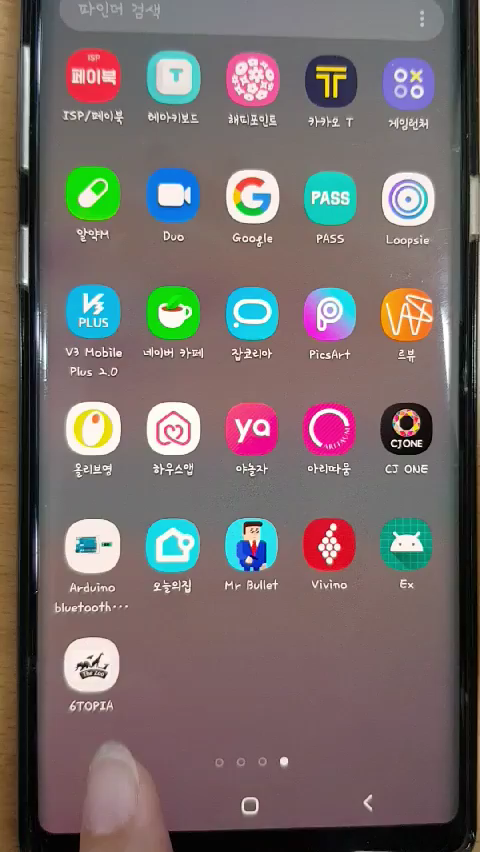 파인더 검색
ISP
페이북
T
T
ISP/페이북
테마키보드
해피포인트
카카오 T
게임런처
PASS
알약M
Duo
Google
PASS
Loopsie
V3
PLUS
V3 Mobile
Plus 2.0
네이버 카페
잡코리아
PicsArt
르뷰
ya
ARITAUM
CJ ONE
올리브영
하우스앱
야놀자
아리따움
CJ ONE
Arduino
bluetooth…
오늘의집
Mr Bullet
Vivino
Ex
The Zoo
6TOPIA